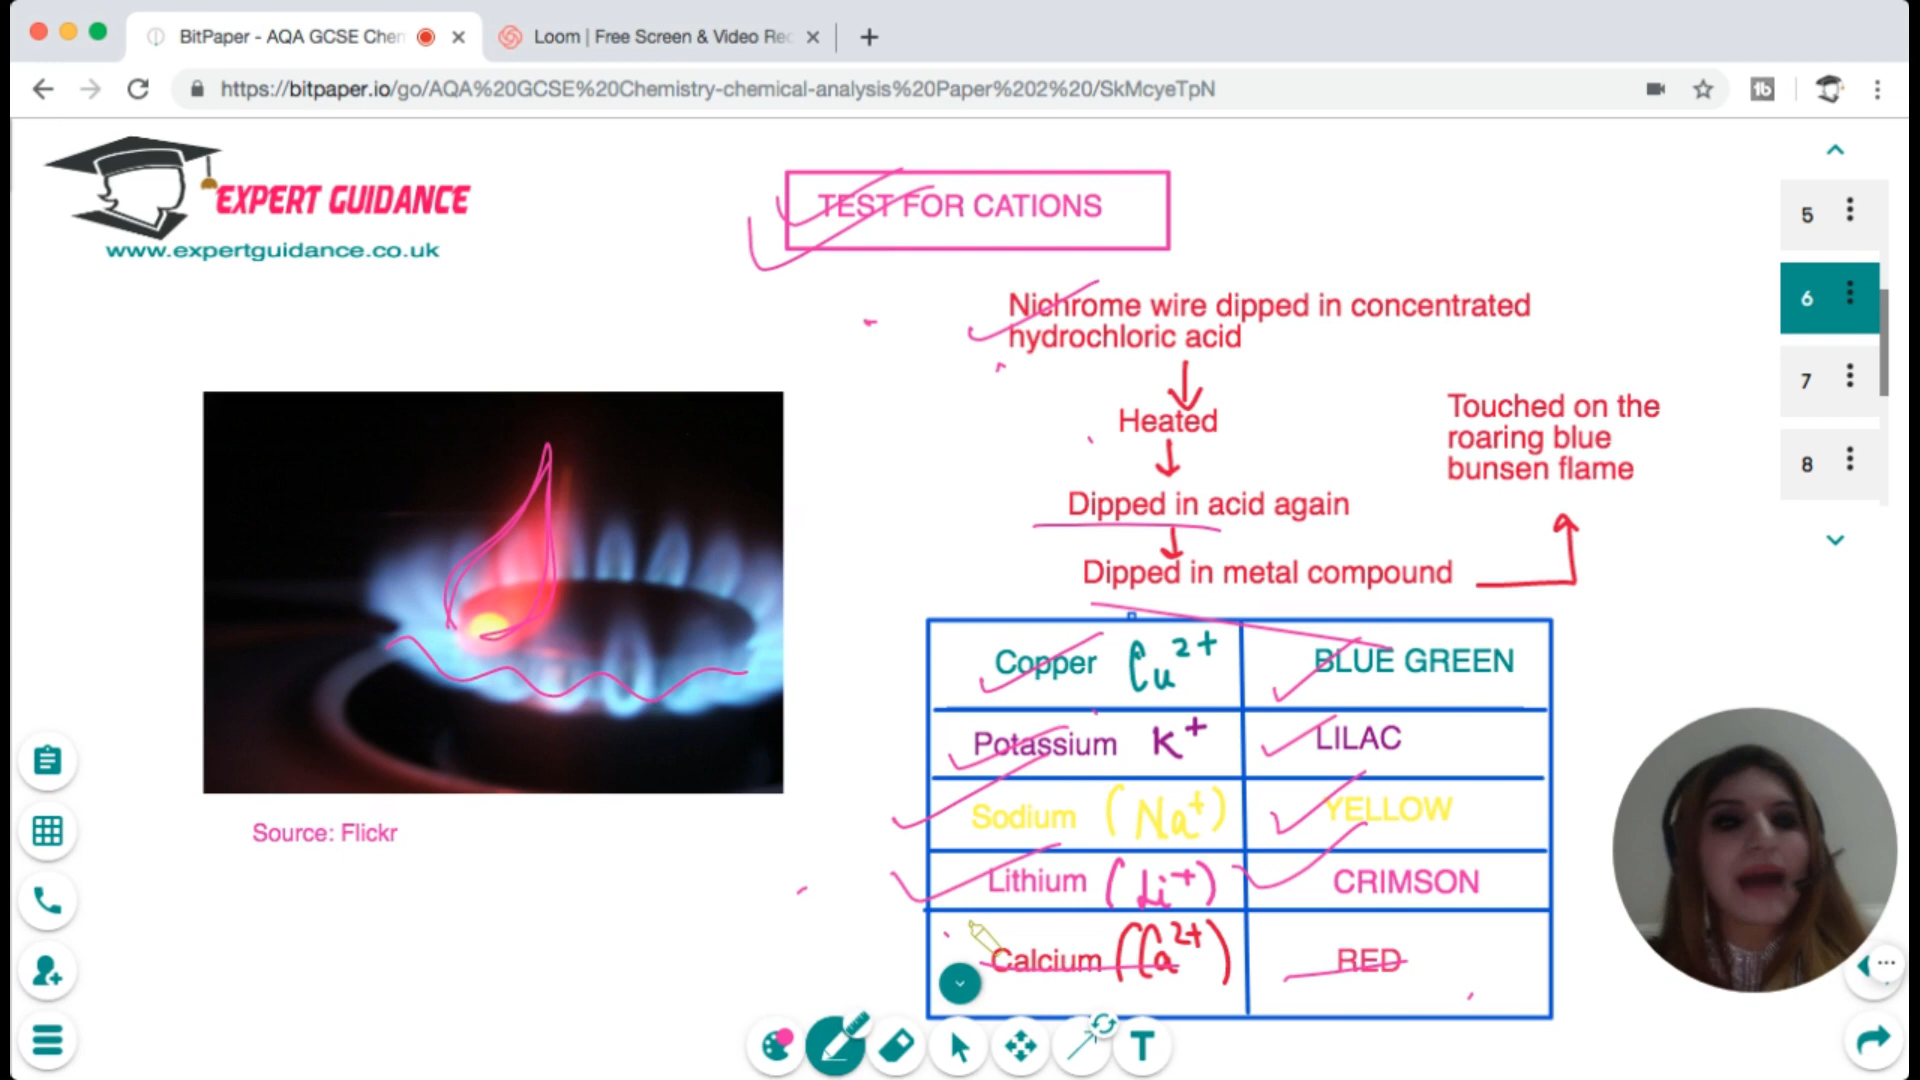 BitPaper - AQA GCSE Chem
Loom | Free Screen & Video Rec
https://bitpaper.io/go/AQA%20GCSE%20Chemistry-chemical-analysis%20Paper%202%20/SkMcyeTpN
EXPERT GUIDANCE
www.expertguidance.co.uk
TEST FOR CATIONS
Nichrome wire dipped in concentrated
hydrochloric acid
Heated
Dipped in acid again
Dipped in metal compound
Touched on the
roaring blue
bunsen flame
Copper Cu2+ BLUE GREEN
Potassium K+ LILAC
Sodium (Na+) YELLOW
Lithium (Li+) CRIMSON
Calcium (Ca2+) RED
Source: Flickr
5
6
7
8
T